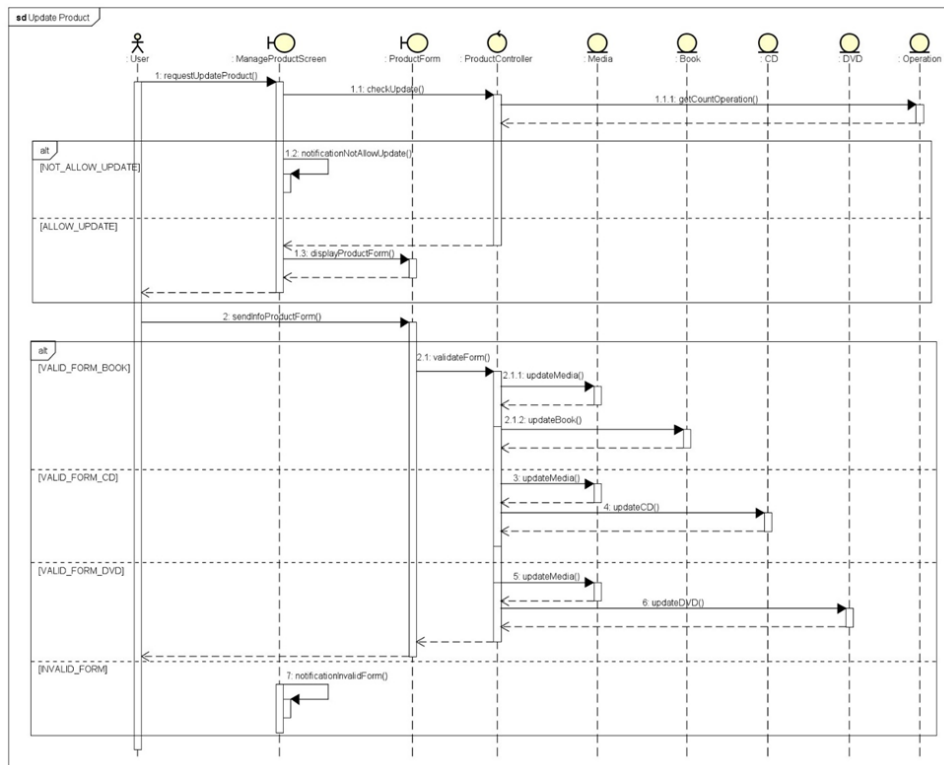 sd Update Product
: User
: ManageProductScreen
: ProductForm
: ProductController
: Media
: Book
: CD
: DVD
: Operation
1: requestUpdateProduct()
1.1: checkUpdate()
1.1.1: getCountOperation()
alt
[NOT_ALLOW_UPDATE]
1.2: notificationNotAllowUpdate()
[ALLOW_UPDATE]
1.3: displayProductForm()
2: sendInfoProductForm()
alt
[VALID_FORM_BOOK]
2.1: validateForm()
2.1.1: updateMedia()
2.1.2: updateBook()
[VALID_FORM_CD]
3: updateMedia()
4: updateCD()
[VALID_FORM_DVD]
5: updateMedia()
6: updateDVD()
[INVALID_FORM]
7: notificationInvalidForm()